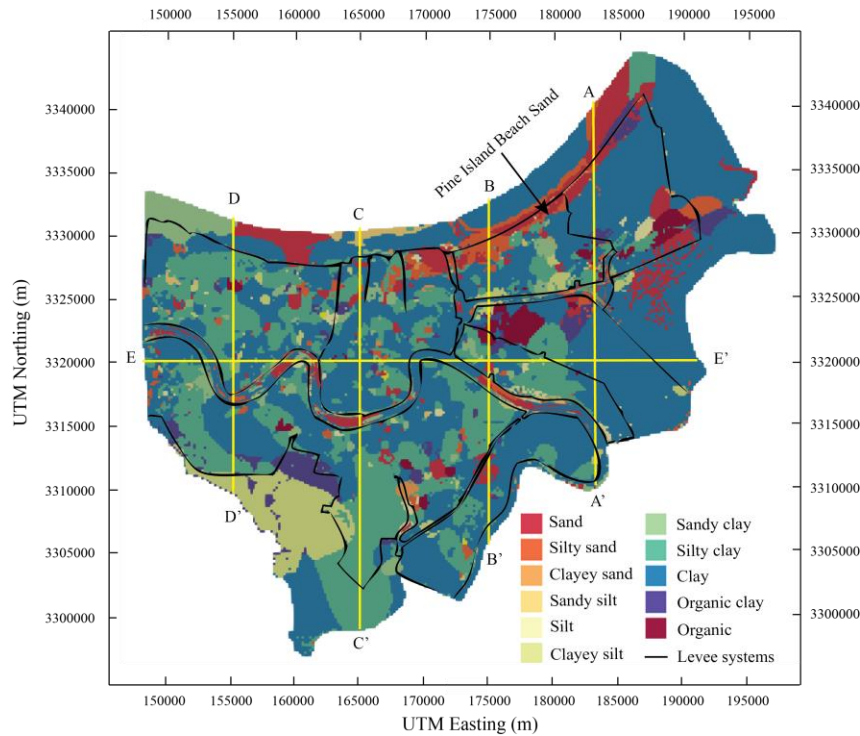 150000 155000 160000 165000 170000 175000 180000 185000 190000 195000
3340000
3335000
3330000
3325000
3320000
3315000
3310000
3305000
3300000
UTM Northing (m)
3340000
3335000
3330000
3325000
3320000
3315000
3310000
3305000
3300000
A
Pine Island Beach Sand
B
C
D
E
E'
A'
D'
B'
C'
Sand
Silty sand
Clayey sand
Sandy silt
Silt
Clayey silt
Sandy clay
Silty clay
Clay
Organic clay
Organic
Levee systems
150000 155000 160000 165000 170000 175000 180000 185000 190000 195000
UTM Easting (m)